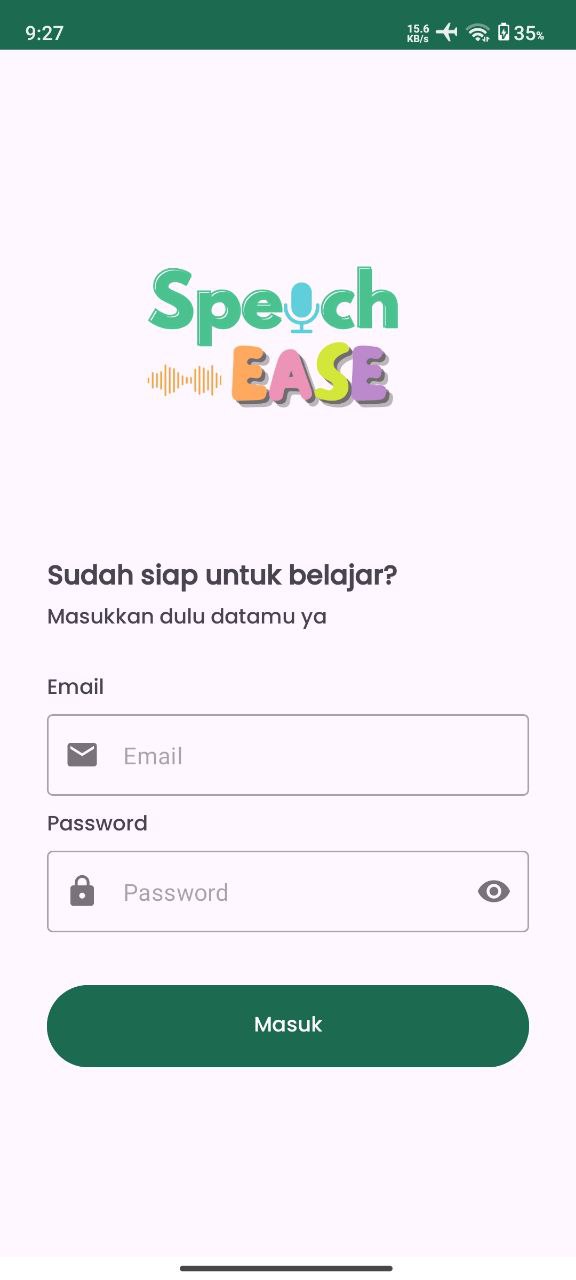 9:27
15.6
KB/s
35%
Speech
EASE
Sudah siap untuk belajar?
Masukkan dulu datamu ya
Email
Email
Password
Password
Masuk